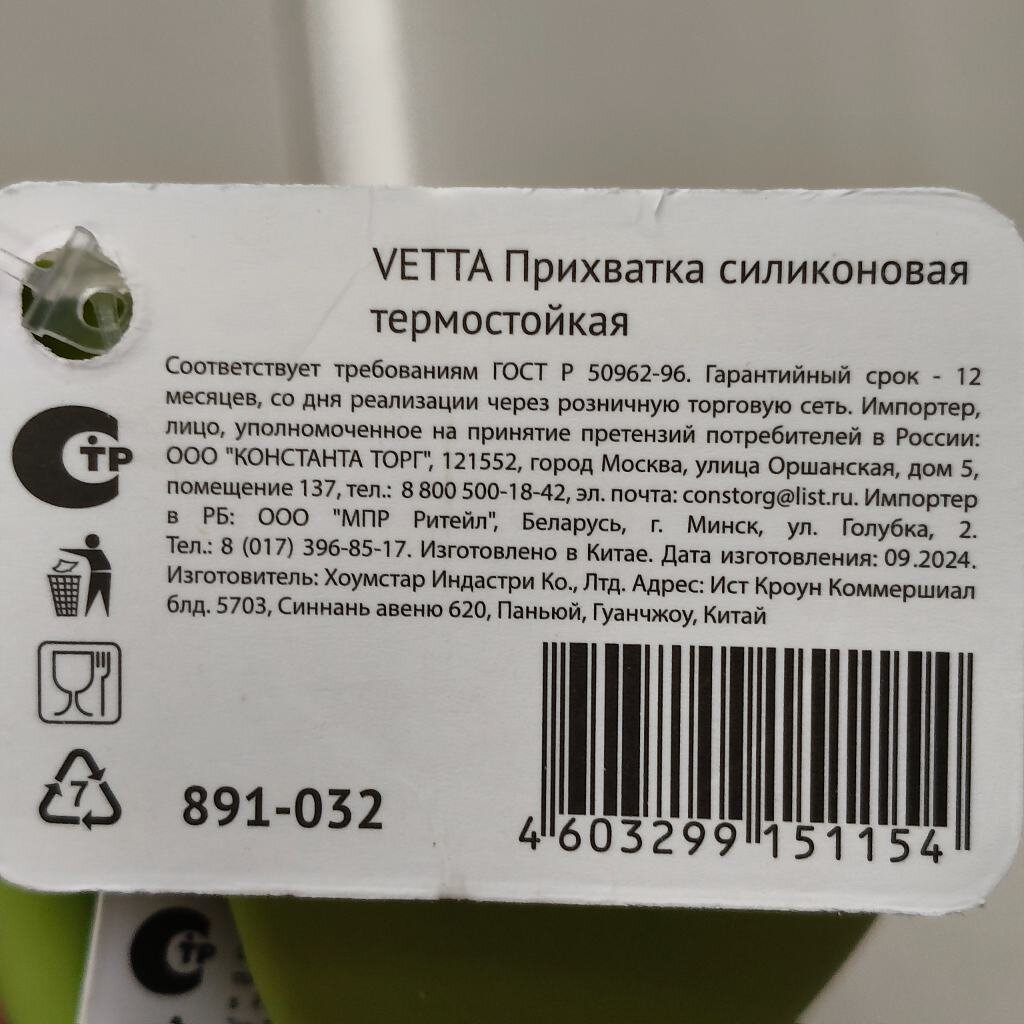 VETTA Прихватка силиконовая
термостойкая
Соответствует требованиям ГОСТ Р 50962-96. Гарантийный срок - 12
месяцев, со дня реализации через розничную торговую сеть. Импортер,
лицо, уполномоченное на принятие претензий потребителей в России:
ООО "КОНСТАНТА ТОРГ", 121552, город Москва, улица Оршанская, дом 5,
помещение 137, тел.: 8 800 500-18-42, эл. почта: constorg@list.ru. Импортер
в РБ: ООО "МПР Ритейл", Беларусь, г. Минск, ул. Голубка, 2.
Тел.: 8 (017) 396-85-17. Изготовлено в Китае. Дата изготовления: 09.2024.
Изготовитель: Хоумстар Индастри Ко., Лтд. Адрес: Ист Кроун Коммершиал
блд. 5703, Синнань авеню 620, Паньюй, Гуанчжоу, Китай
СТР
7
891-032
4 603299 151154
СТР